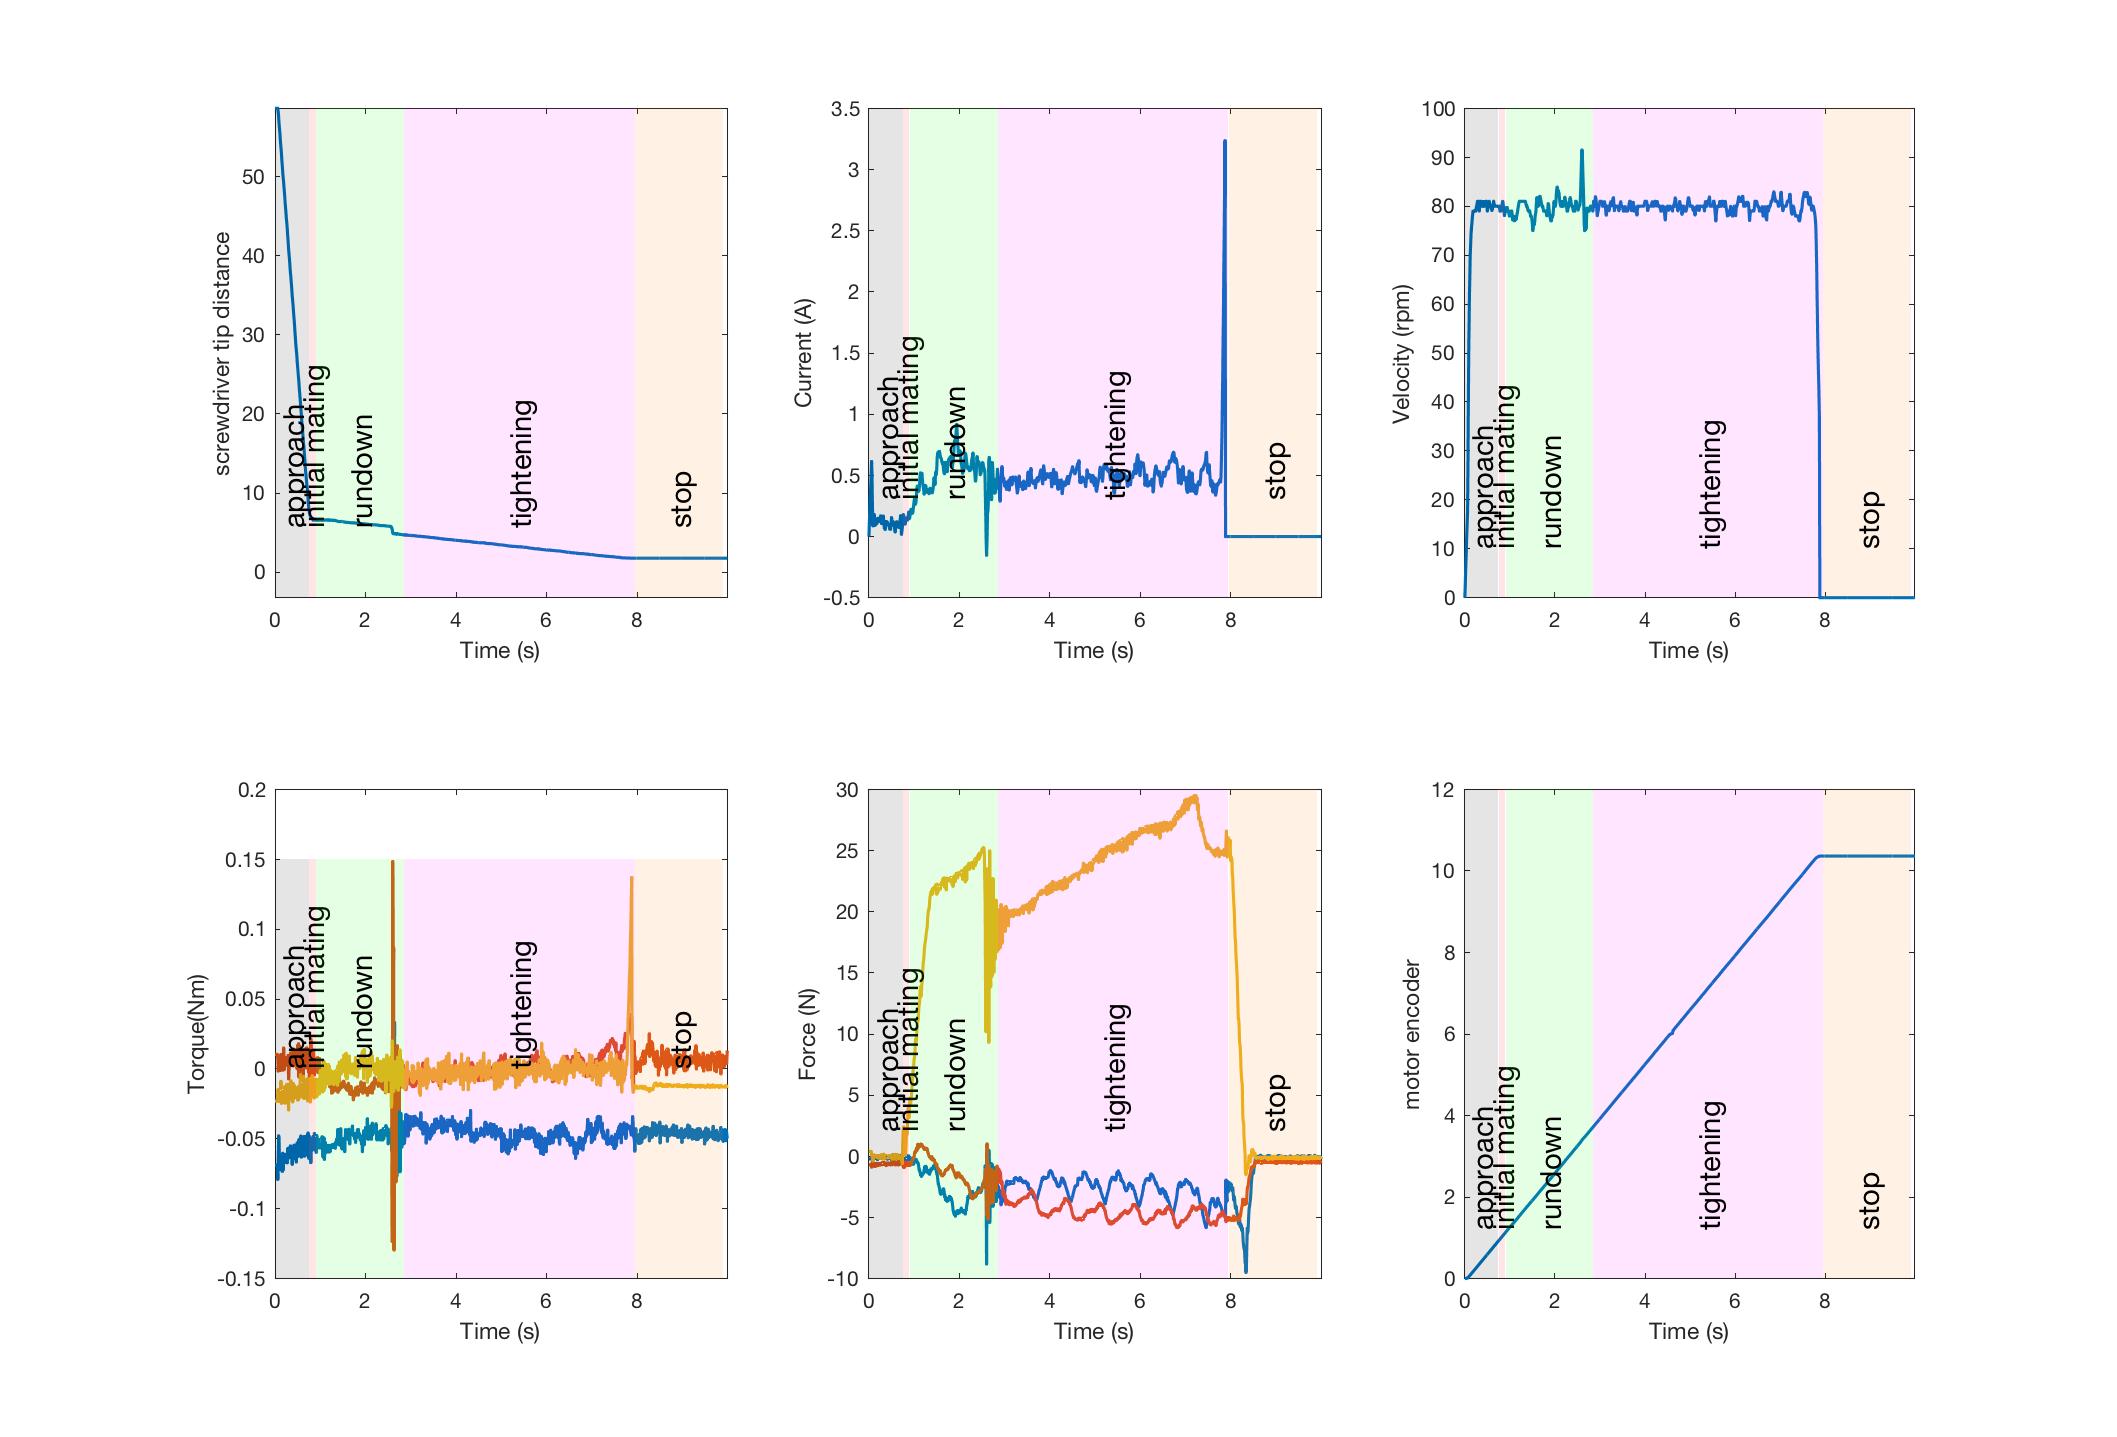 screwdriver tip distance
50
40
30
20
10
0
approach
initial mating
rundown
tightening
stop
0 2 4 6 8
Time (s)
Current (A)
3.5
3
2.5
2
1.5
1
0.5
0
-0.5
approach
initial mating
rundown
tightening
stop
0 2 4 6 8
Time (s)
Velocity (rpm)
100
90
80
70
60
50
40
30
20
10
0
approach
initial mating
rundown
tightening
stop
0 2 4 6 8
Time (s)
Torque(Nm)
0.2
0.15
0.1
0.05
0
-0.05
-0.1
-0.15
approach
initial mating
rundown
tightening
stop
0 2 4 6 8
Time (s)
Force (N)
30
25
20
15
10
5
0
-5
-10
approach
initial mating
rundown
tightening
stop
0 2 4 6 8
Time (s)
motor encoder
12
10
8
6
4
2
0
approach
initial mating
rundown
tightening
stop
0 2 4 6 8
Time (s)